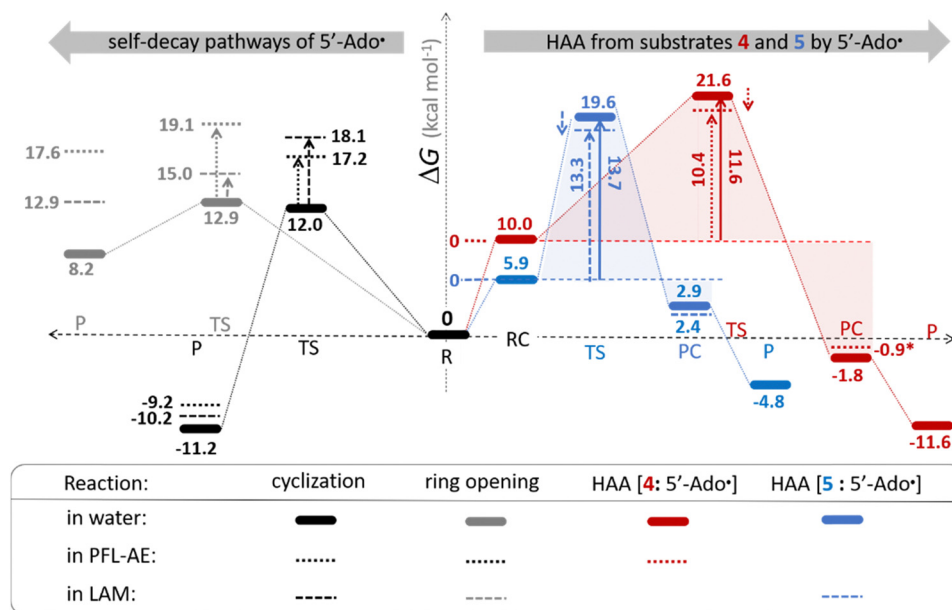 self-decay pathways of 5'-Ado•
HAA from substrates 4 and 5 by 5'-Ado•
ΔG (kcal mol⁻¹)
21.6
19.6
19.1
18.1
17.6
17.2
15.0
13.3
13.7
10.4
11.6
12.9
12.9
12.0
10.0
0
8.2
5.9
0
2.9
2.4
0
P
TS
P
TS
R
RC
TS
PC
TS
P
PC
P
-0.9*
-1.8
-4.8
-9.2
-10.2
-11.2
-11.6
Reaction: cyclization ring opening HAA [4: 5'-Ado•] HAA [5 : 5'-Ado•]
in water:
in PFL-AE:
in LAM: